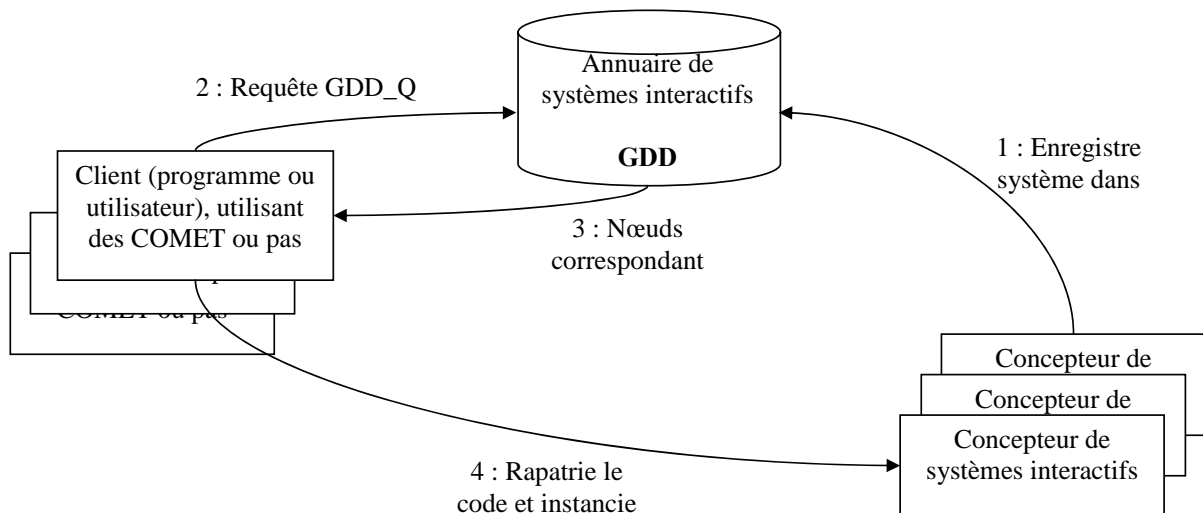 Annuaire de
systèmes interactifs
GDD
2 : Requête GDD_Q
1 : Enregistre
système dans
Client (programme ou
utilisateur), utilisant
des COMET ou pas
COMET ou pas
3 : Nœuds
correspondant
Concepteur de
Concepteur de
Concepteur de
systèmes interactifs
4 : Rapatrie le
code et instancie